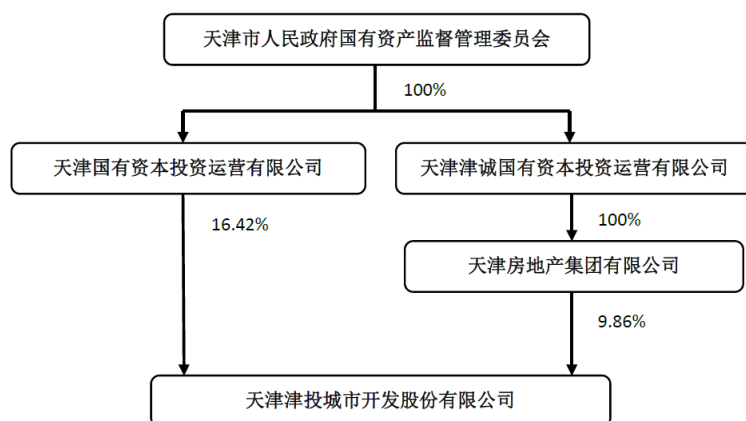 天津市人民政府国有资产监督管理委员会
100%
天津国有资本投资运营有限公司
天津津诚国有资本投资运营有限公司
16.42%
100%
天津房地产集团有限公司
9.86%
天津津投城市开发股份有限公司